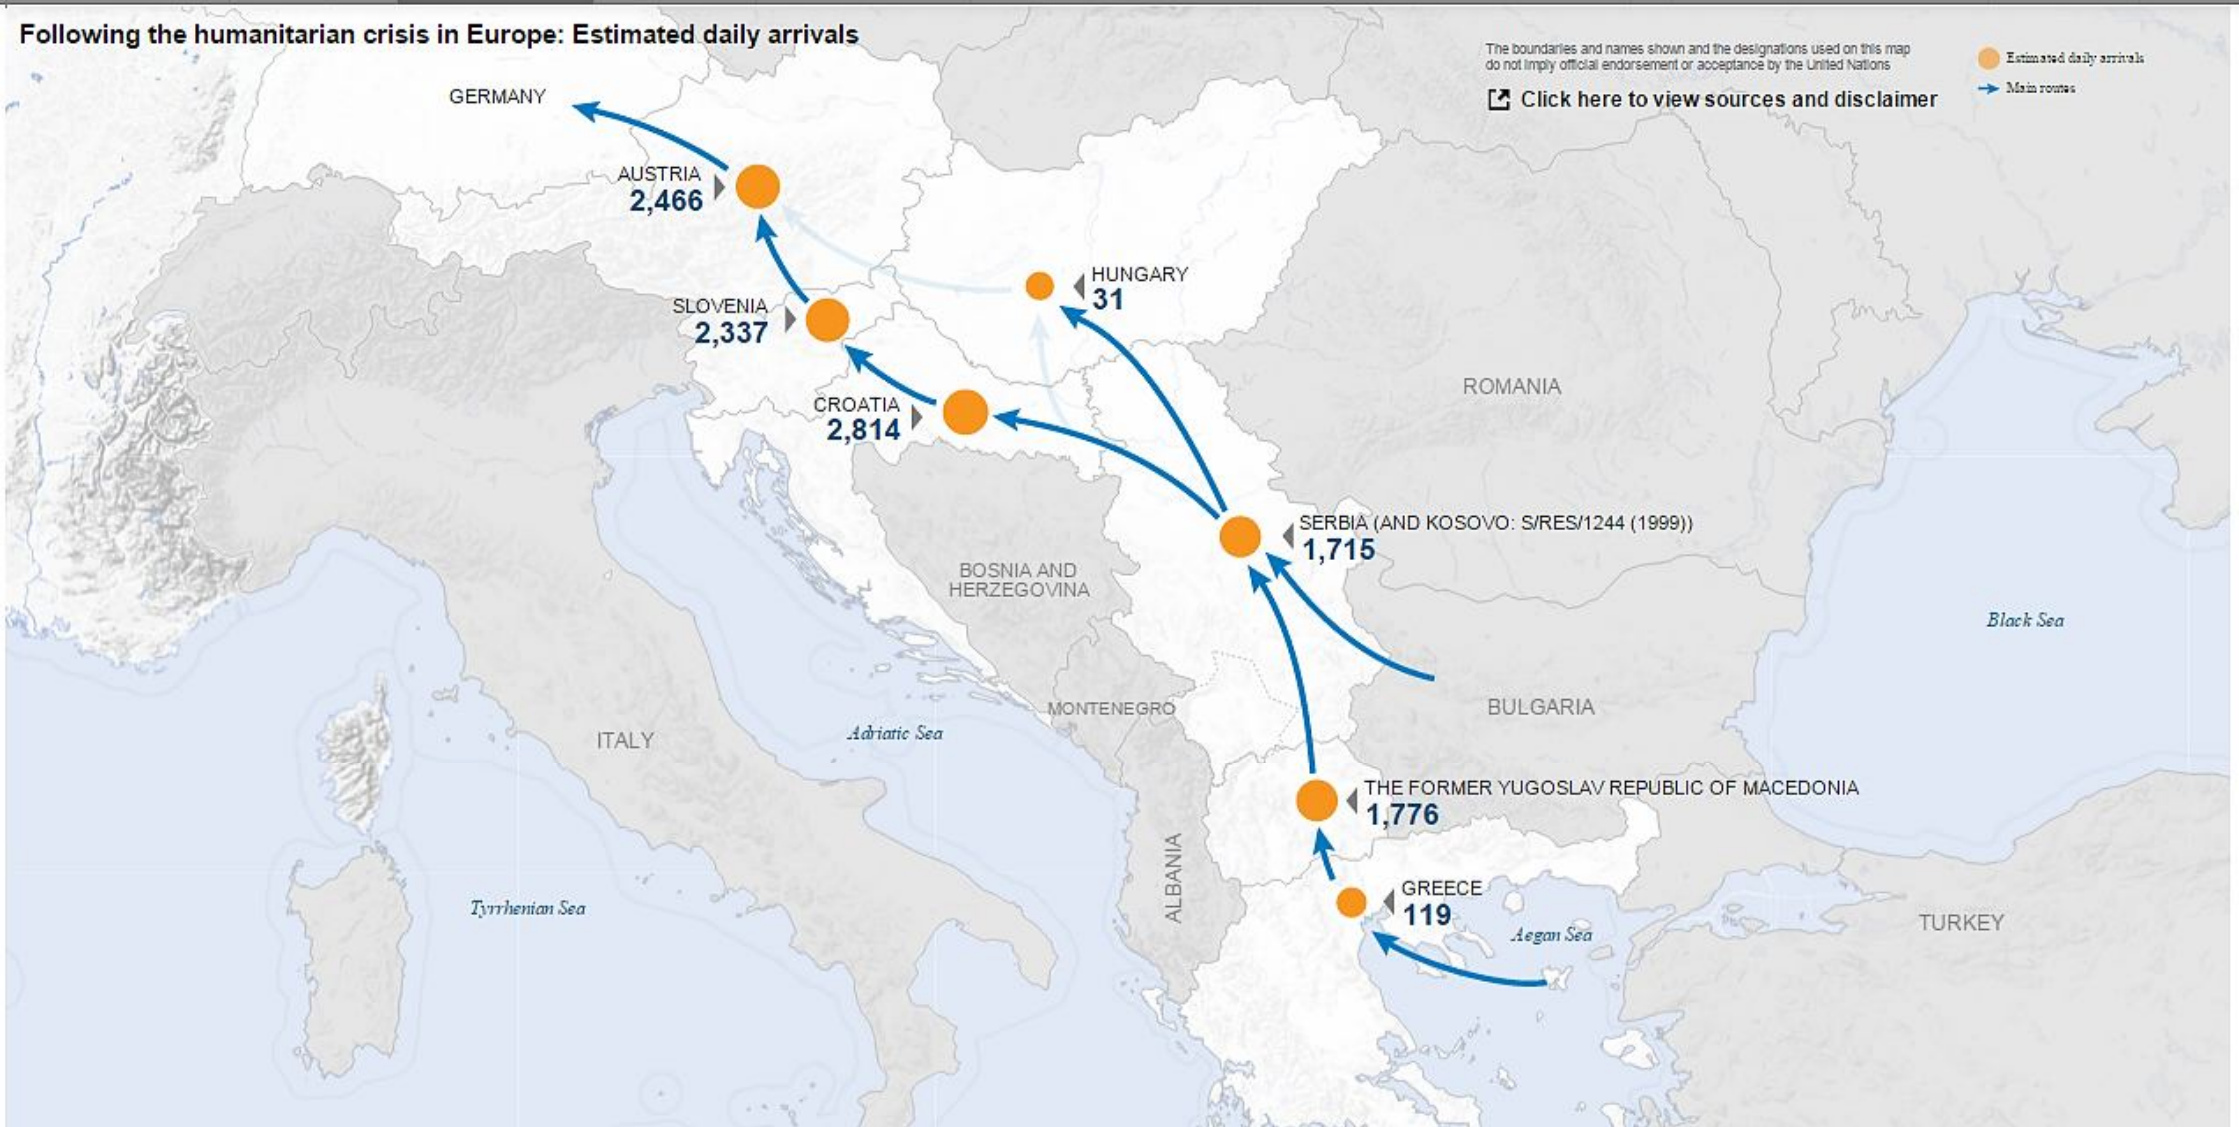 Following the humanitarian crisis in Europe: Estimated daily arrivals
The boundaries and names shown and the designations used on this map
do not imply official endorsement or acceptance by the United Nations
Click here to view sources and disclaimer
Estimated daily arrivals
Main routes
GERMANY
AUSTRIA
2,466
HUNGARY
31
SLOVENIA
2,337
CROATIA
2,814
ROMANIA
SERBIA (AND KOSOVO: S/RES/1244 (1999))
1,715
BOSNIA AND
HERZEGOVINA
Black Sea
MONTENEGRO
BULGARIA
ITALY
Adriatic Sea
THE FORMER YUGOSLAV REPUBLIC OF MACEDONIA
1,776
ALBANIA
GREECE
119
Tyrrhenian Sea
Aegan Sea
TURKEY